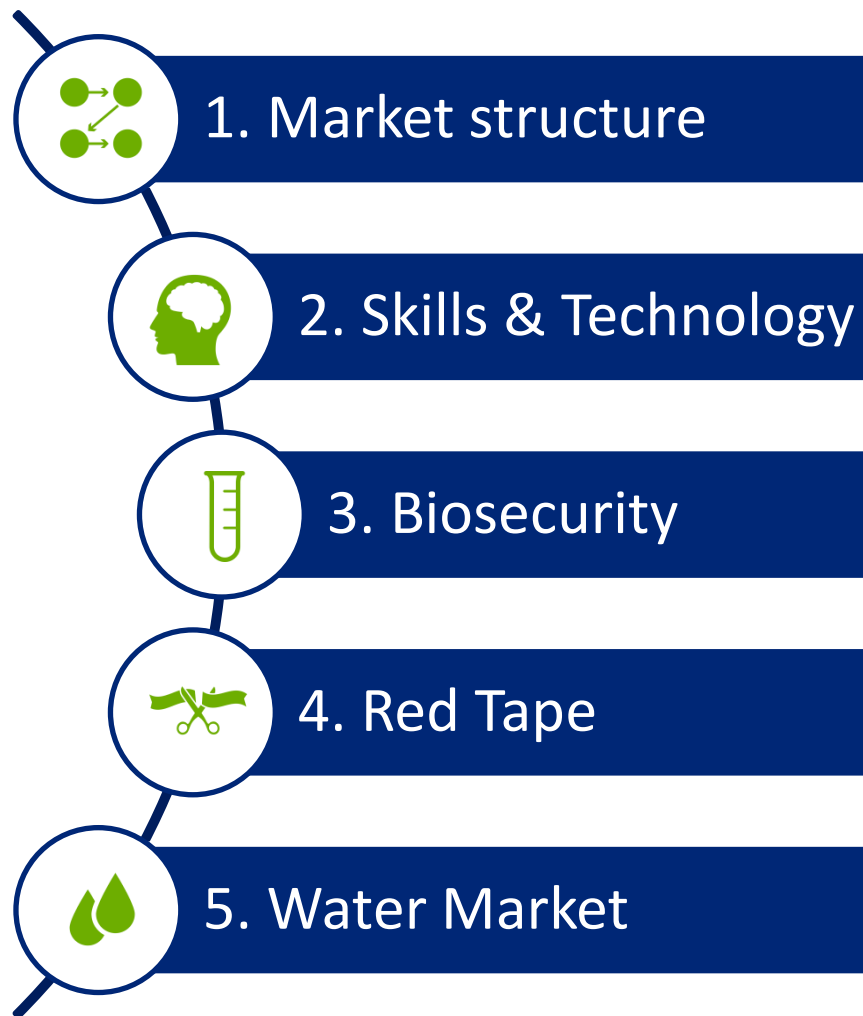 1. Market structure
2. Skills & Technology
3. Biosecurity
4. Red Tape
5. Water Market